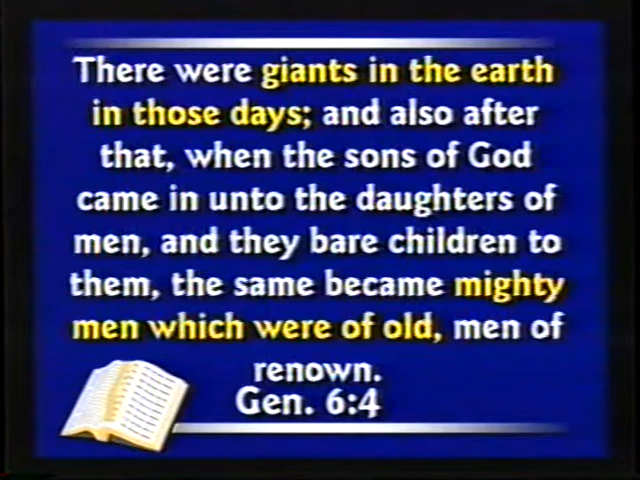 There were giants in the earth
in those days; and also after
that, when the sons of God
came in unto the daughters of
men, and they bare children to
them, the same became mighty
men which were of old, men of
renown.
Gen. 6:4